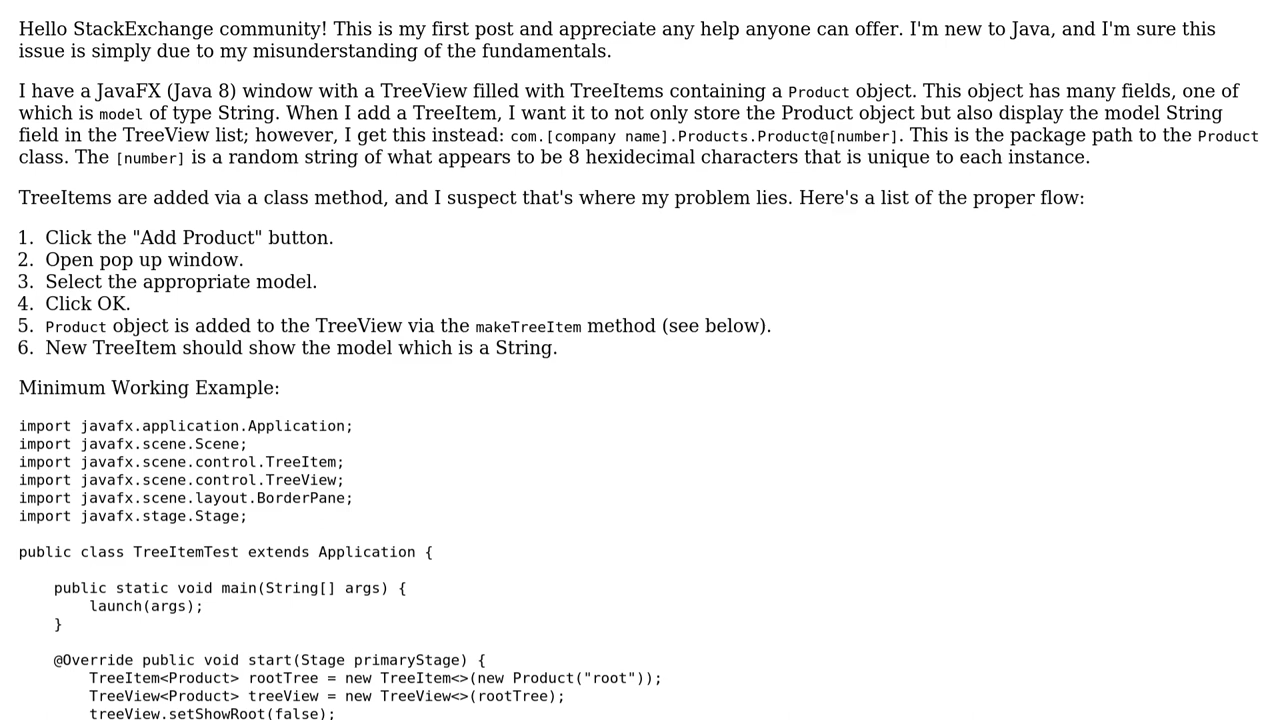 Hello StackExchange community! This is my first post and appreciate any help anyone can offer. I'm new to Java, and I'm sure this
issue is simply due to my misunderstanding of the fundamentals.
I have a JavaFX (Java 8) window with a TreeView filled with TreeItems containing a Product object. This object has many fields, one of
which is model of type String. When I add a TreeItem, I want it to not only store the Product object but also display the model String
field in the TreeView list; however, I get this instead: com.[company name].Products.Product@[number]. This is the package path to the Product
class. The [number] is a random string of what appears to be 8 hexidecimal characters that is unique to each instance.
TreeItems are added via a class method, and I suspect that's where my problem lies. Here's a list of the proper flow:
1. Click the "Add Product" button.
2. Open pop up window.
3. Select the appropriate model.
4. Click OK.
5. Product object is added to the TreeView via the makeTreeItem method (see below).
6. New TreeItem should show the model which is a String.
Minimum Working Example:
import javafx.application.Application;
import javafx.scene.Scene;
import javafx.scene.control.TreeItem;
import javafx.scene.control.TreeView;
import javafx.scene.layout.BorderPane;
import javafx.stage.Stage;
public class TreeItemTest extends Application {
    public static void main(String[] args) {
        launch(args);
    }
    @Override public void start(Stage primaryStage) {
        TreeItem<Product> rootTree = new TreeItem<>(new Product("root"));
        TreeView<Product> treeView = new TreeView<>(rootTree);
        treeView.setShowRoot(false);